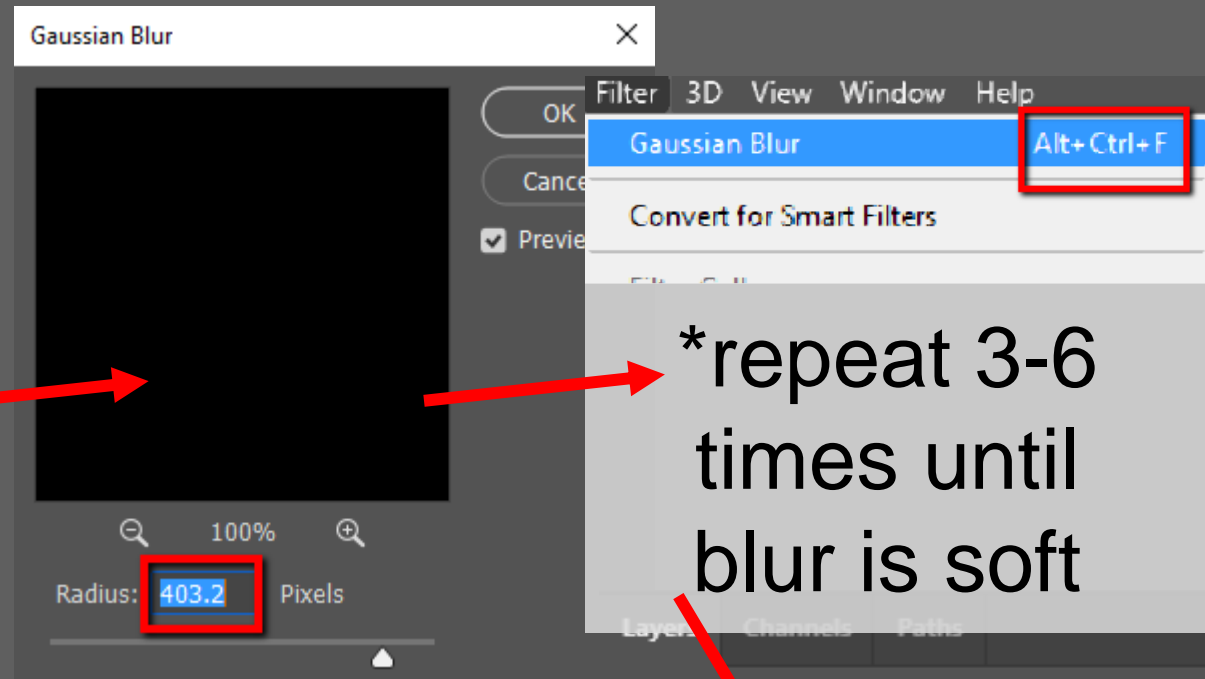 Gaussian Blur
OK
Cance
Previe
100%
Radius: 403.2 Pixels
Filter 3D View Window Help
Gaussian Blur Alt+Ctrl+F
Convert for Smart Filters
*repeat 3-6
times until
blur is soft
Layers Channels Paths